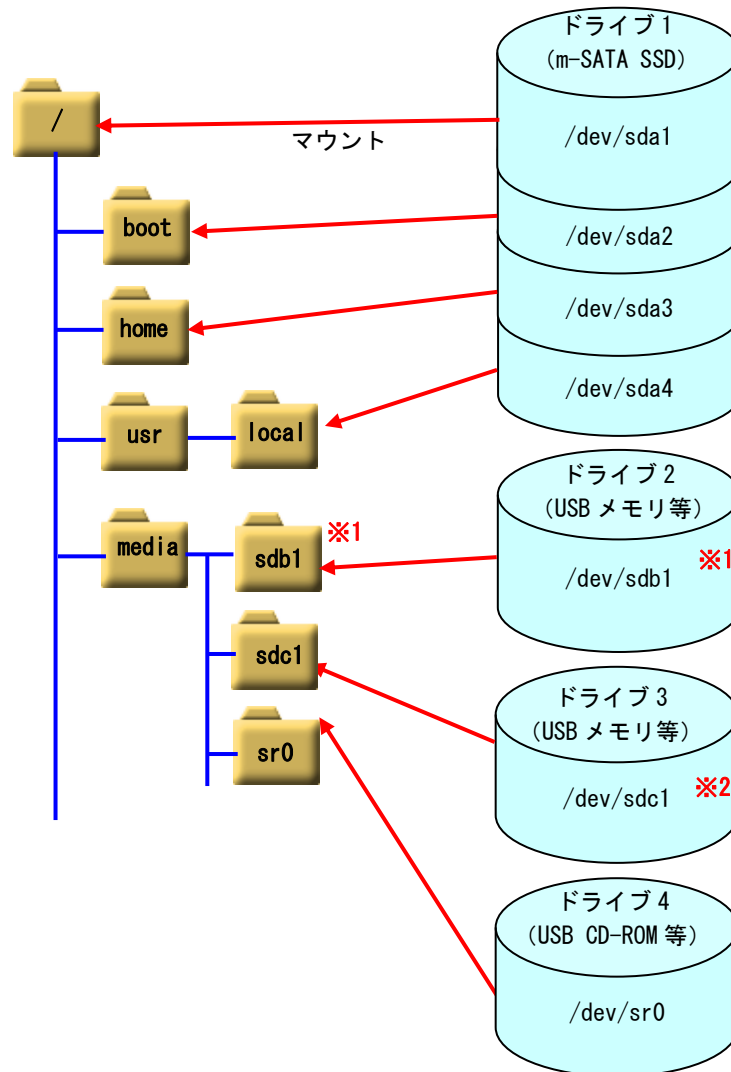 ドライブ1
(m-SATA SSD)
/
マウント
/dev/sda1
boot
/dev/sda2
home
/dev/sda3
usr
local
/dev/sda4
ドライブ2
(USB メモリ等)
media
sdb1
※1
/dev/sdb1
※1
sdc1
ドライブ3
(USB メモリ等)
sr0
/dev/sdc1
※2
ドライブ4
(USB CD-ROM 等)
/dev/sr0